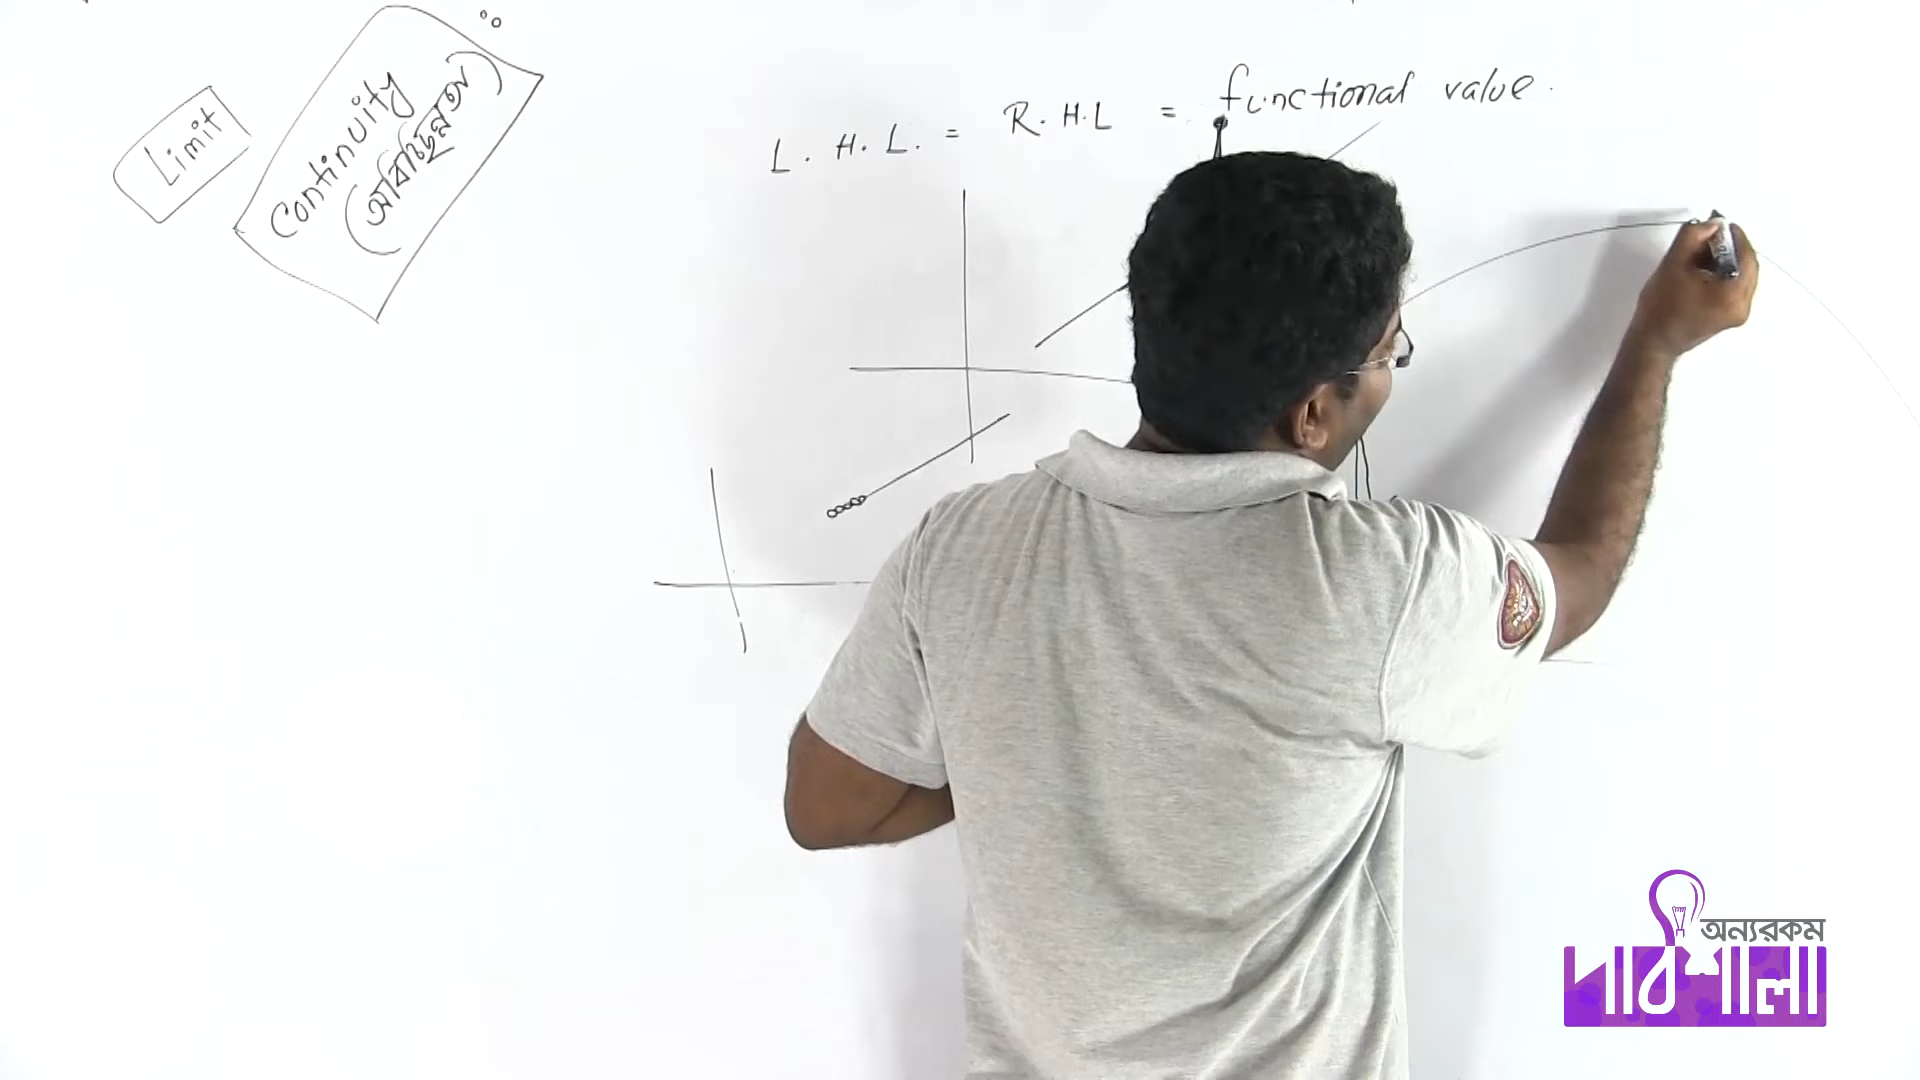 Limit
Continuity
(অবিচ্ছিন্নতা)
L. H. L. = R. H. L = functional value.
অন্যরকম
পাঠশালা